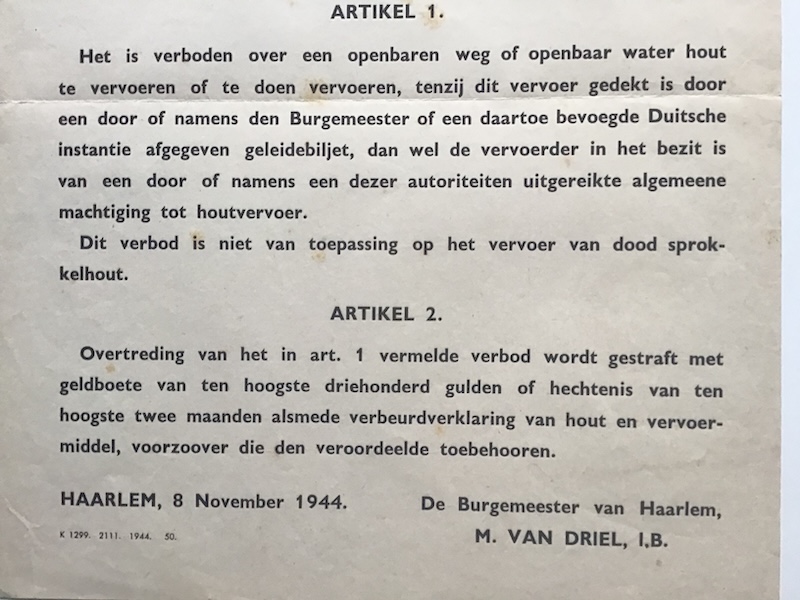 ARTIKEL 1.
Het is verboden over een openbaren weg of openbaar water hout
te vervoeren of te doen vervoeren, tenzij dit vervoer gedekt is door
een door of namens den Burgemeester of een daartoe bevoegde Duitsche
instantie afgegeven geleidebiljet, dan wel de vervoerder in het bezit is
van een door of namens een dezer autoriteiten uitgereikte algemeene
machtiging tot houtvervoer.
Dit verbod is niet van toepassing op het vervoer van dood sprok-
kelhout.
ARTIKEL 2.
Overtreding van het in art. 1 vermelde verbod wordt gestraft met
geldboete van ten hoogste driehonderd gulden of hechtenis van ten
hoogste twee maanden alsmede verbeurdverklaring van hout en vervoer-
middel, voorzoover die den veroordeelde toebehooren.
HAARLEM, 8 November 1944.
De Burgemeester van Haarlem,
M. VAN DRIEL, I.B.
K 1299. 2111. 1944. 50.